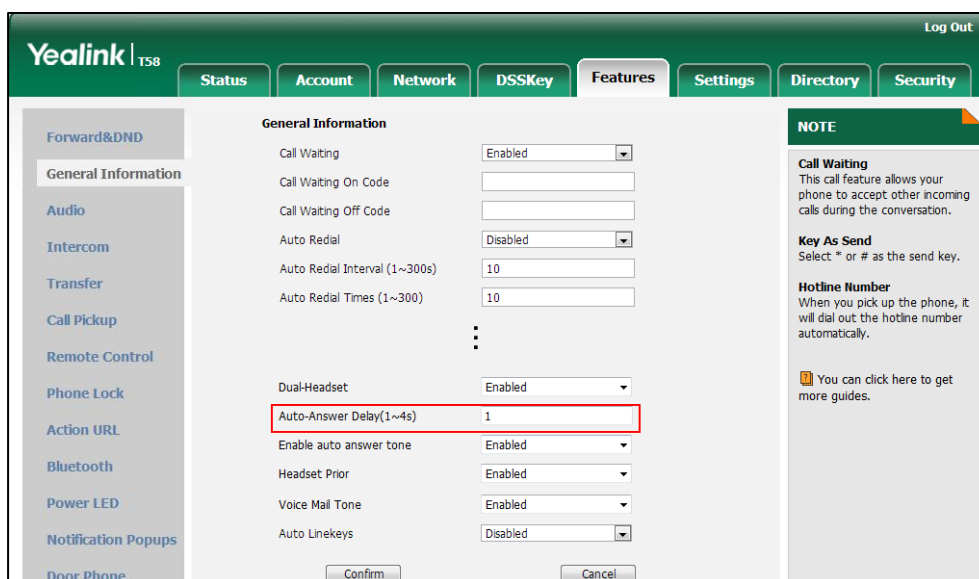 Log Out
Yealink | T58
Status Account Network DSSKey Features Settings Directory Security
Forward&DND
General Information
Audio
Intercom
Transfer
Call Pickup
Remote Control
Phone Lock
Action URL
Bluetooth
Power LED
Notification Popups
Door Phone
General Information
Call Waiting Enabled
Call Waiting On Code
Call Waiting Off Code
Auto Redial Disabled
Auto Redial Interval (1~300s) 10
Auto Redial Times (1~300) 10
Dual-Headset Enabled
Auto-Answer Delay(1~4s) 1
Enable auto answer tone Enabled
Headset Prior Enabled
Voice Mail Tone Enabled
Auto Linekeys Disabled
Confirm Cancel
NOTE
Call Waiting
This call feature allows your
phone to accept other incoming
calls during the conversation.
Key As Send
Select * or # as the send key.
Hotline Number
When you pick up the phone, it
will dial out the hotline number
automatically.
? You can click here to get
more guides.